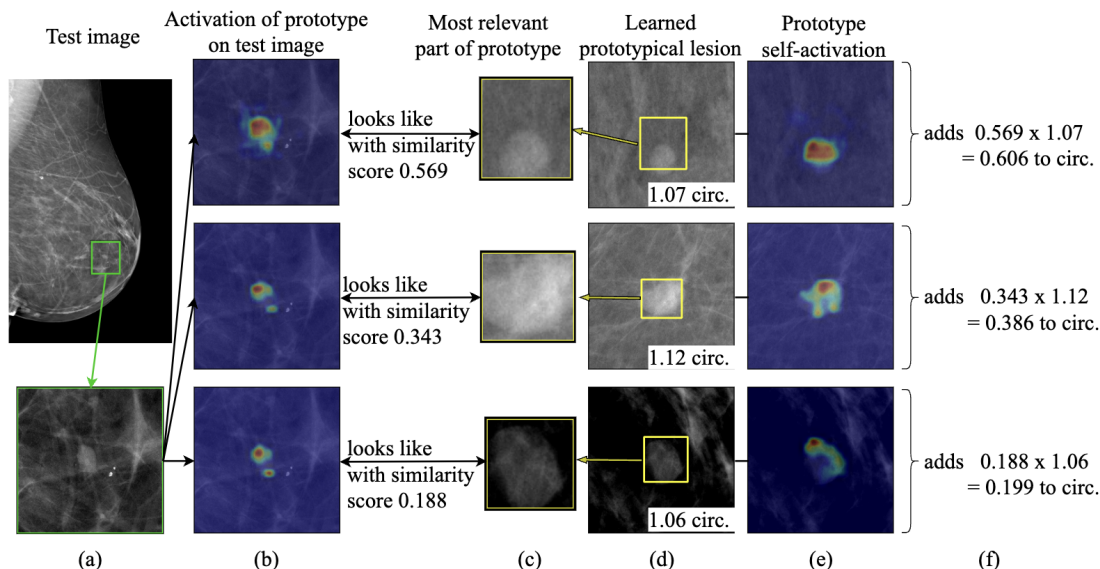 Test image
Activation of prototype
on test image
Most relevant
part of prototype
Learned
prototypical lesion
Prototype
self-activation
looks like
with similarity
score 0.569
1.07 circ.
adds 0.569 x 1.07
= 0.606 to circ.
looks like
with similarity
score 0.343
1.12 circ.
adds 0.343 x 1.12
= 0.386 to circ.
looks like
with similarity
score 0.188
1.06 circ.
adds 0.188 x 1.06
= 0.199 to circ.
(a)
(b)
(c)
(d)
(e)
(f)